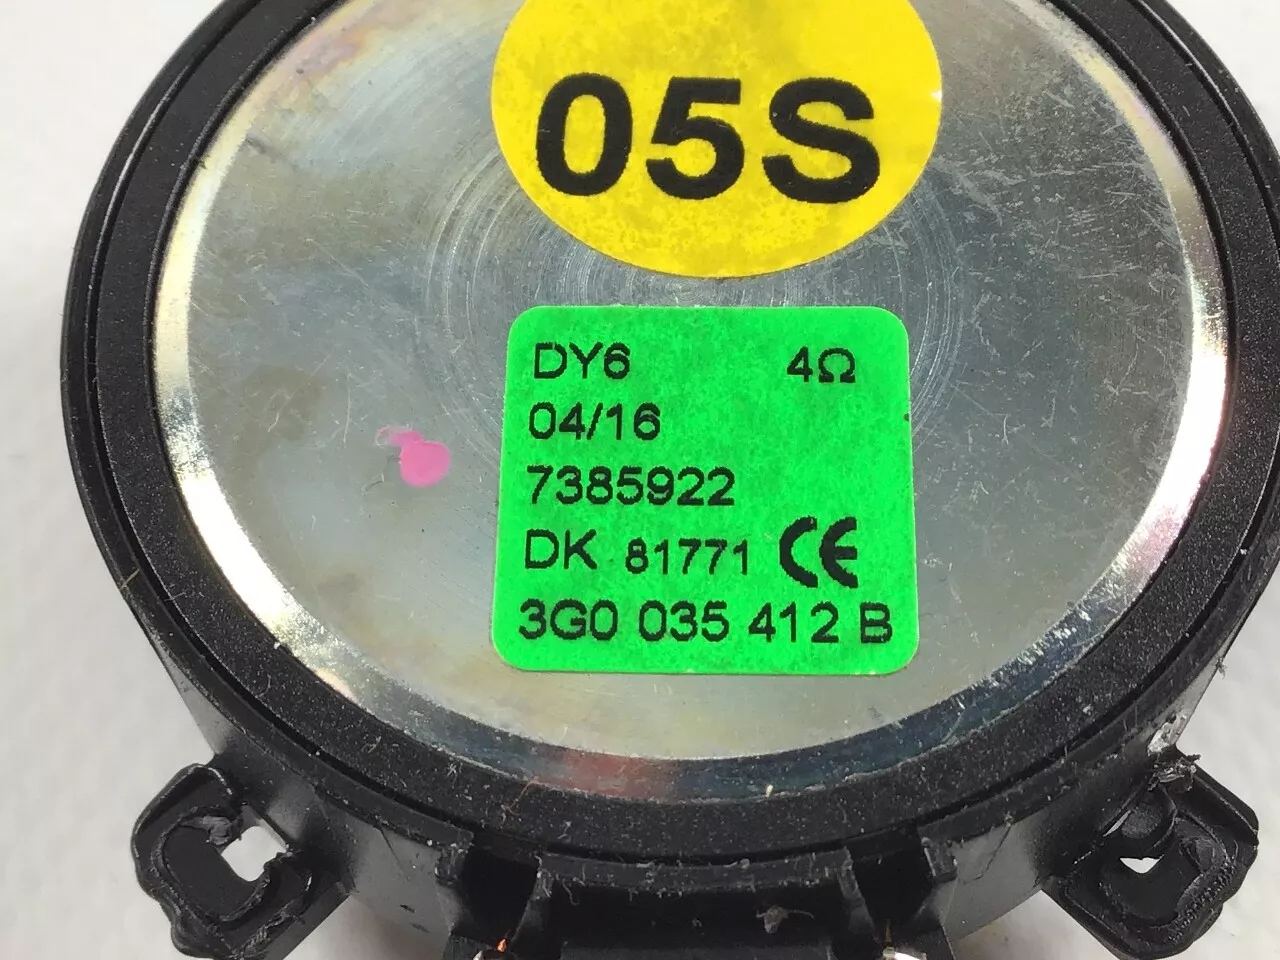 05S
DY6 4Ω
04/16
7385922
DK 81771 CE
3G0 035 412 B